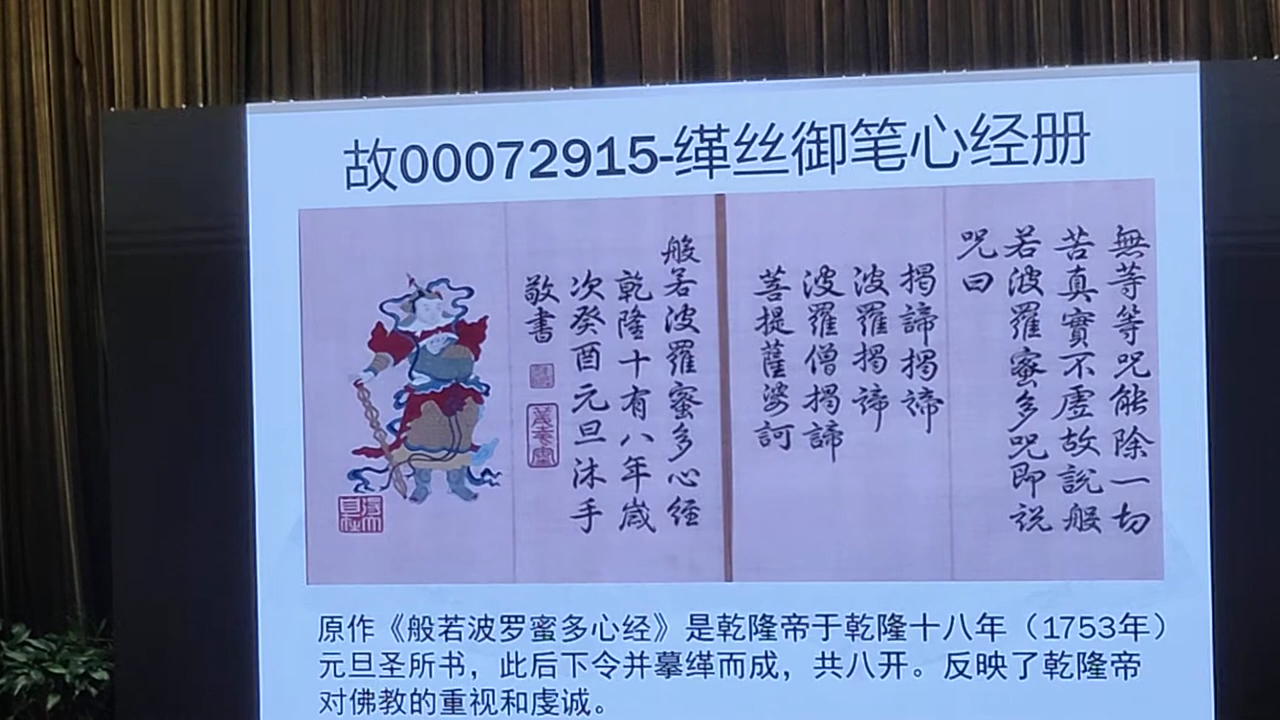 故00072915-缂丝御笔心经册
無等等咒能除一切
苦真實不虛故說般
若波羅蜜多咒即説
咒曰
揭諦揭諦
波羅揭諦
波羅僧揭諦
菩提薩婆訶
般若波羅蜜多心經
乾隆十有八年歲
次癸酉元旦沐手
敬書
原作《般若波罗蜜多心经》是乾隆帝于乾隆十八年（1753年）
元旦圣所书，此后下令并摹缂而成，共八开。反映了乾隆帝
对佛教的重视和虔诚。